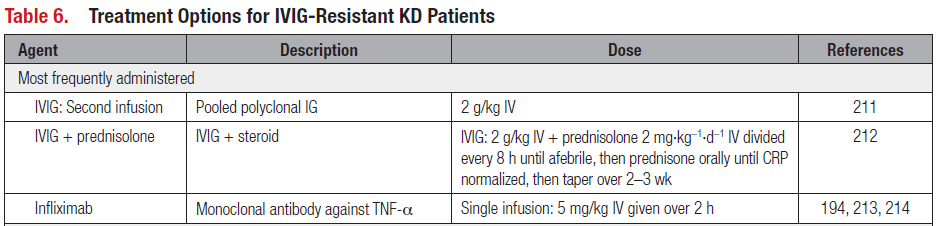 Table 6. Treatment Options for IVIG-Resistant KD Patients
Agent Description Dose References
Most frequently administered
IVIG: Second infusion Pooled polyclonal IG 2 g/kg IV 211
IVIG + prednisolone IVIG + steroid IVIG: 2 g/kg IV + prednisolone 2 mg·kg⁻¹·d⁻¹ IV divided 212
every 8 h until afebrile, then prednisone orally until CRP
normalized, then taper over 2–3 wk
Infliximab Monoclonal antibody against TNF-α Single infusion: 5 mg/kg IV given over 2 h 194, 213, 214